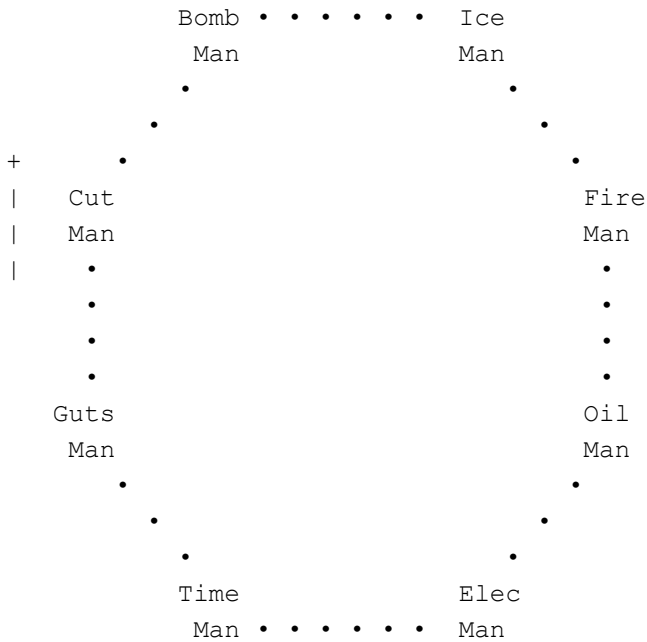 Bomb • • • • • • Ice
Man Man
• •
• •
+ • •
| Cut Fire
| Man Man
| • •
• •
• •
• •
Guts Oil
Man Man
• •
• •
• •
Time Elec
Man • • • • • • Man